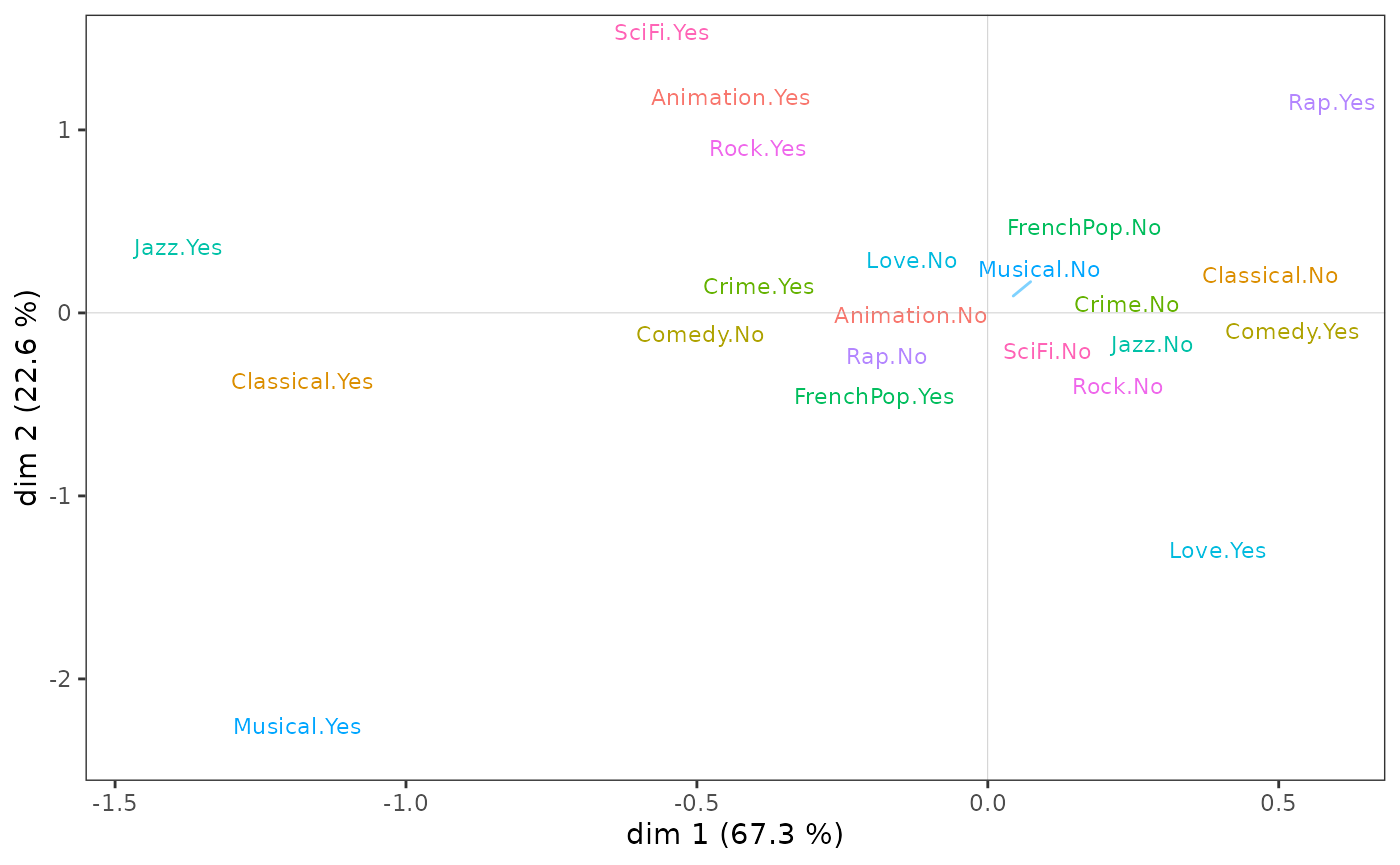 SciFi.Yes
Animation.Yes
Rap.Yes
1
Rock.Yes
FrenchPop.No
Jazz.Yes
Love.No
Musical.No
Classical.No
Crime.Yes
Crime.No
0
Animation.No
Comedy.No
Comedy.Yes
Rap.No
SciFi.No
Jazz.No
Classical.Yes
Rock.No
FrenchPop.Yes
dim 2 (22.6 %)
-1
Love.Yes
-2
Musical.Yes
-1.5 -1.0 -0.5 0.0 0.5
dim 1 (67.3 %)